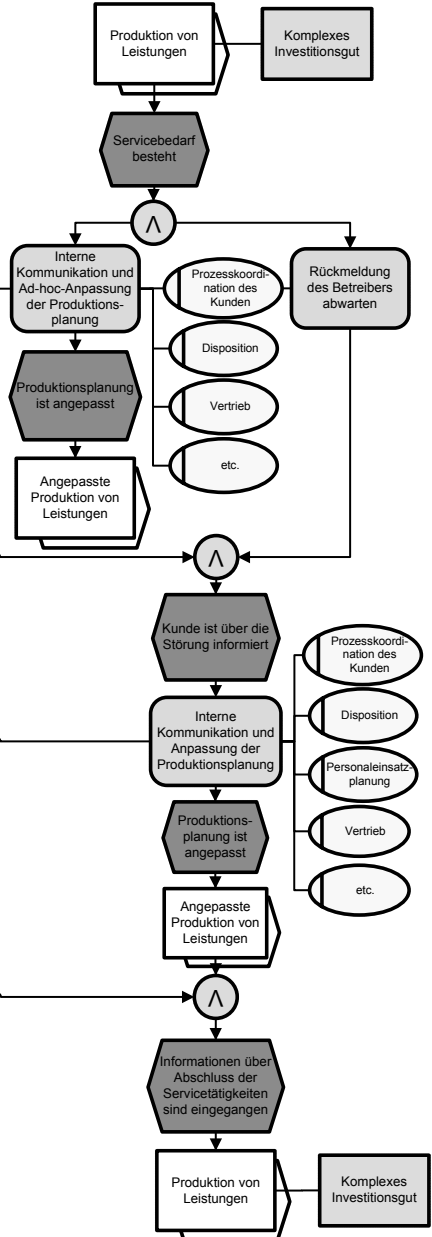 Produktion von
Leistungen
Komplexes
Investitionsgut
Servicebedarf
besteht
Λ
Interne
Kommunikation und
Ad-hoc-Anpassung
der Produktions-
planung
Prozesskoordi-
nation des
Kunden
Rückmeldung
des Betreibers
abwarten
Disposition
Produktionsplanung
ist angepasst
Vertrieb
etc.
Angepasste
Produktion von
Leistungen
Λ
Kunde ist über die
Störung informiert
Prozesskoordi-
nation des
Kunden
Interne
Kommunikation und
Anpassung der
Produktionsplanung
Disposition
Personaleinsatz-
planung
Produktions-
planung ist
angepasst
Vertrieb
etc.
Angepasste
Produktion von
Leistungen
Λ
Informationen über
Abschluss der
Servicetätigkeiten
sind eingegangen
Produktion von
Leistungen
Komplexes
Investitionsgut